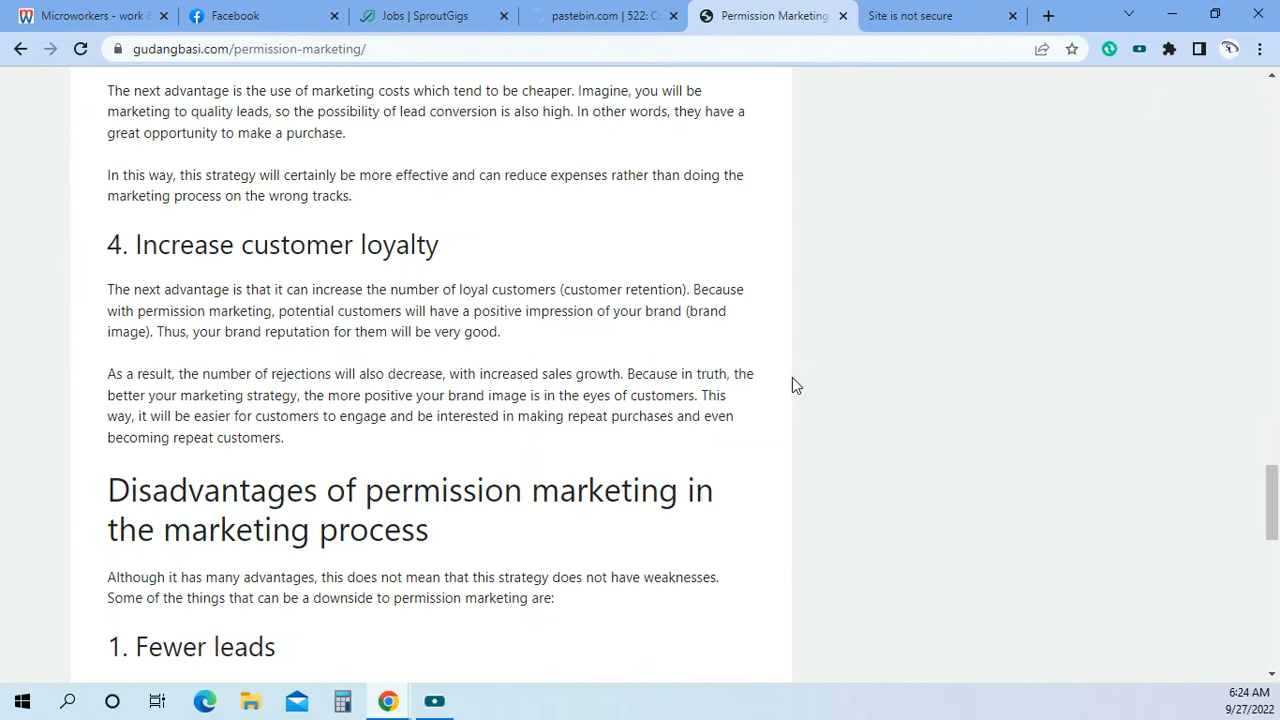 Microworkers - work &
Facebook
Jobs | SproutGigs
pastebin.com | 522: Co
Permission Marketing
Site is not secure
gudangbasi.com/permission-marketing/
The next advantage is the use of marketing costs which tend to be cheaper. Imagine, you will be
marketing to quality leads, so the possibility of lead conversion is also high. In other words, they have a
great opportunity to make a purchase.
In this way, this strategy will certainly be more effective and can reduce expenses rather than doing the
marketing process on the wrong tracks.
4. Increase customer loyalty
The next advantage is that it can increase the number of loyal customers (customer retention). Because
with permission marketing, potential customers will have a positive impression of your brand (brand
image). Thus, your brand reputation for them will be very good.
As a result, the number of rejections will also decrease, with increased sales growth. Because in truth, the
better your marketing strategy, the more positive your brand image is in the eyes of customers. This
way, it will be easier for customers to engage and be interested in making repeat purchases and even
becoming repeat customers.
Disadvantages of permission marketing in
the marketing process
Although it has many advantages, this does not mean that this strategy does not have weaknesses.
Some of the things that can be a downside to permission marketing are:
1. Fewer leads
6:24 AM
9/27/2022